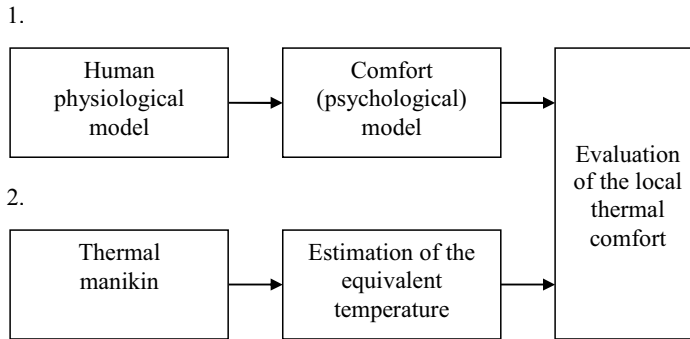 1.
Human
physiological
model
Comfort
(psychological)
model
2.
Thermal
manikin
Estimation of the
equivalent
temperature
Evaluation
of the local
thermal
comfort